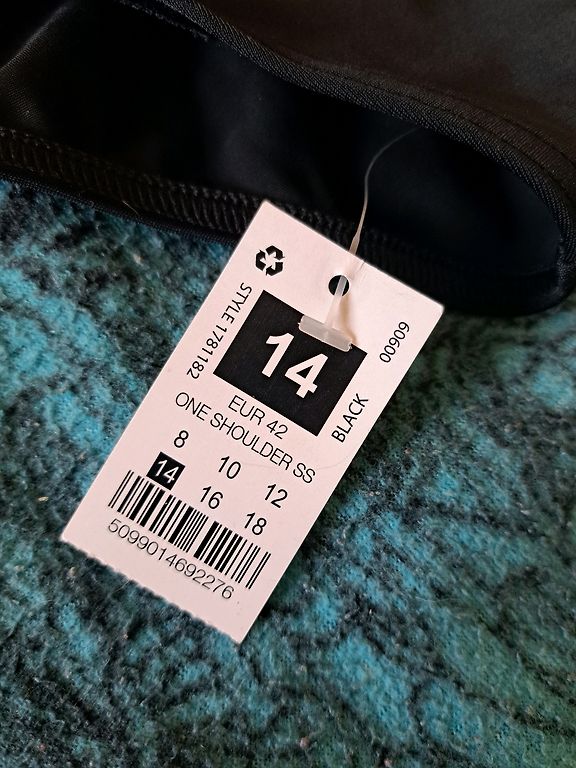 STYLE 1781182
14
00909
BLACK
EUR 42
ONE SHOULDER SS
8 10 12
14 16 18
5099014692276